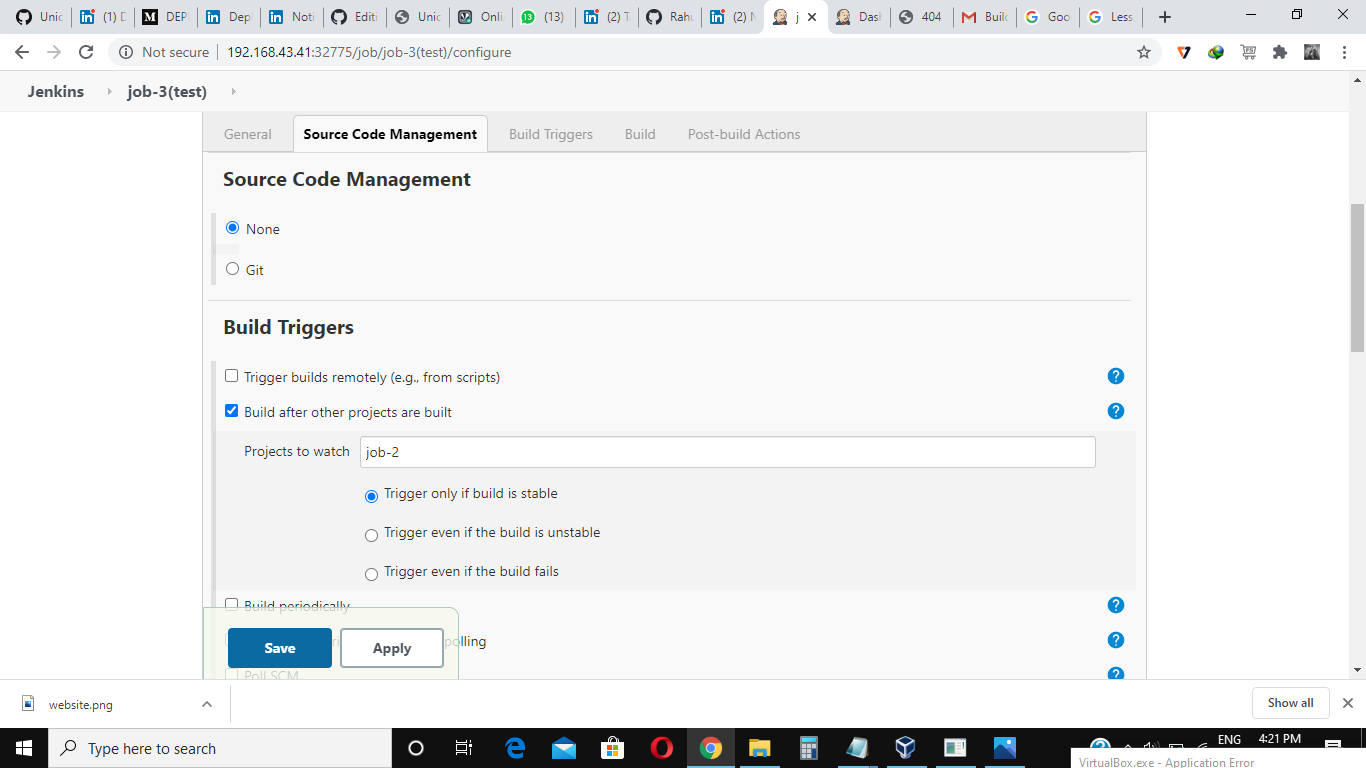 Unic
(1) D
DEPI
Dep
Noti
Editi
Unic
Onli
(13)
(2) T
Rahu
(2) N
j
Dash
404
Build
Goo
Less
Not secure
192.168.43.41:32775/job/job-3(test)/configure
Jenkins
job-3(test)
General
Source Code Management
Build Triggers
Build
Post-build Actions
Source Code Management
None
Git
Build Triggers
Trigger builds remotely (e.g., from scripts)
Build after other projects are built
Projects to watch
job-2
Trigger only if build is stable
Trigger even if the build is unstable
Trigger even if the build fails
Build periodically
polling
Save
Apply
Poll SCM
website.png
Show all
Type here to search
ENG
4:21 PM
VirtualBox.exe - Application Error